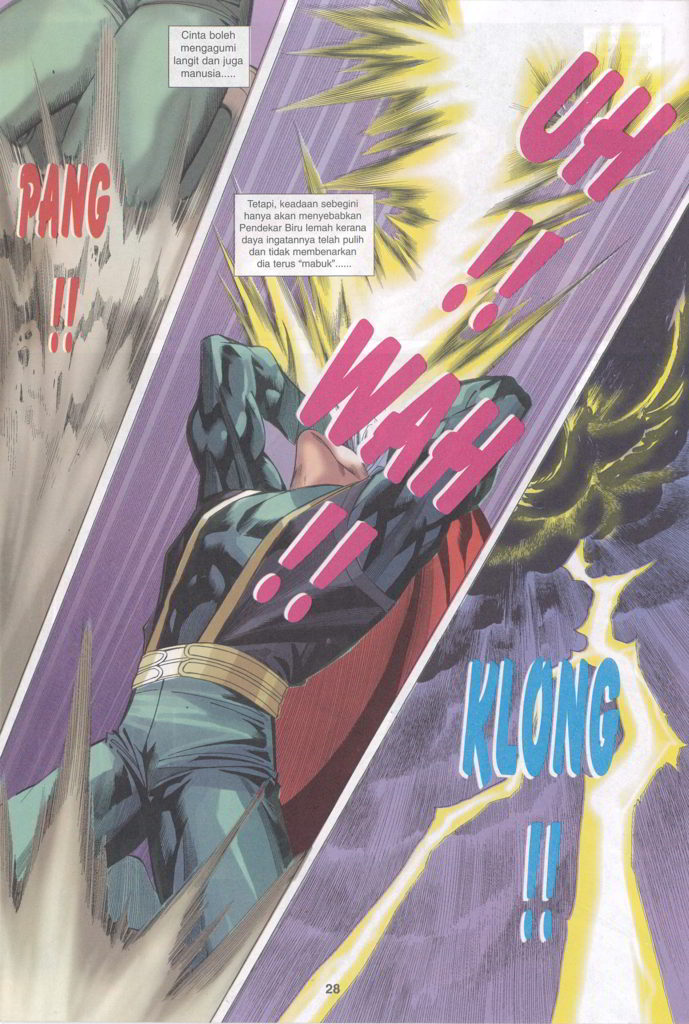 Cinta boleh
mengagumi
langit dan juga
manusia.....
PANG
!!
Tetapi, keadaan sebegini
hanya akan menyebabkan
Pendekar Biru lemah kerana
daya ingatannya telah pulih
dan tidak membenarkan
dia terus “mabuk”......
UH
!!
WAH
!!
KLONG
!!
28